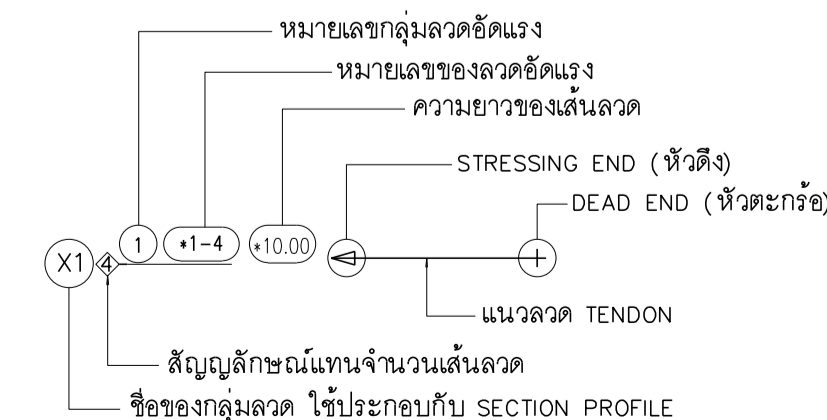 หมายเลขกลุ่มลวดอัดแรง
หมายเลขของลวดอัดแรง
ความยาวของเส้นลวด
STRESSING END (หัวดึง)
DEAD END (หัวตะกร้อ)
X1 4 1 *1-4 *10.00
แนวลวด TENDON
สัญญลักษณ์แทนจำนวนเส้นลวด
ชื่อของกลุ่มลวด ใช้ประกอบกับ SECTION PROFILE